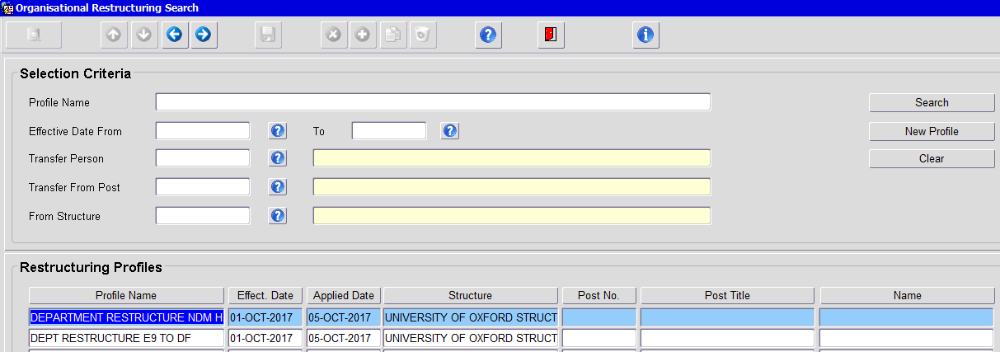 Organisational Restructuring Search
Selection Criteria
Profile Name
Search
Effective Date From
To
New Profile
Transfer Person
Clear
Transfer From Post
From Structure
Restructuring Profiles
Profile Name Effect. Date Applied Date Structure Post No. Post Title Name
DEPARTMENT RESTRUCTURE NDM H 01-OCT-2017 05-OCT-2017 UNIVERSITY OF OXFORD STRUCT
DEPT RESTRUCTURE E9 TO DF 01-OCT-2017 05-OCT-2017 UNIVERSITY OF OXFORD STRUCT